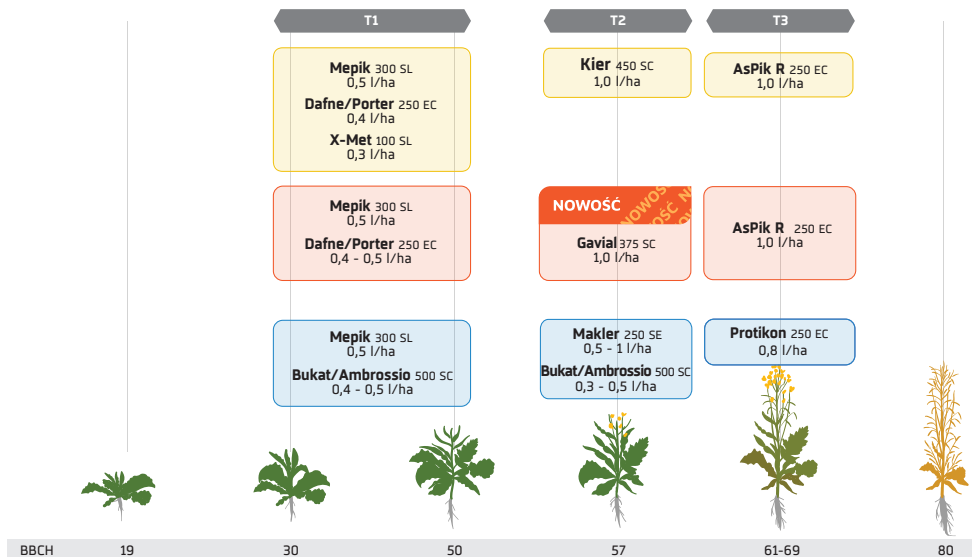 T1
T2
T3
Mepik 300 SL
0,5 l/ha
Dafne/Porter 250 EC
0,4 l/ha
X-Met 100 SL
0,3 l/ha
Kier 450 SC
1,0 l/ha
AsPik R 250 EC
1,0 l/ha
Mepik 300 SL
0,5 l/ha
Dafne/Porter 250 EC
0,4 - 0,5 l/ha
NOWOŚĆ
NOWOŚĆ
Gavial 375 SC
1,0 l/ha
AsPik R 250 EC
1,0 l/ha
Mepik 300 SL
0,5 l/ha
Bukat/Ambrossio 500 SC
0,4 - 0,5 l/ha
Makler 250 SE
0,5 - 1 l/ha
Bukat/Ambrossio 500 SC
0,3 - 0,5 l/ha
Protikon 250 EC
0,8 l/ha
BBCH 19 30 50 57 61-69 80